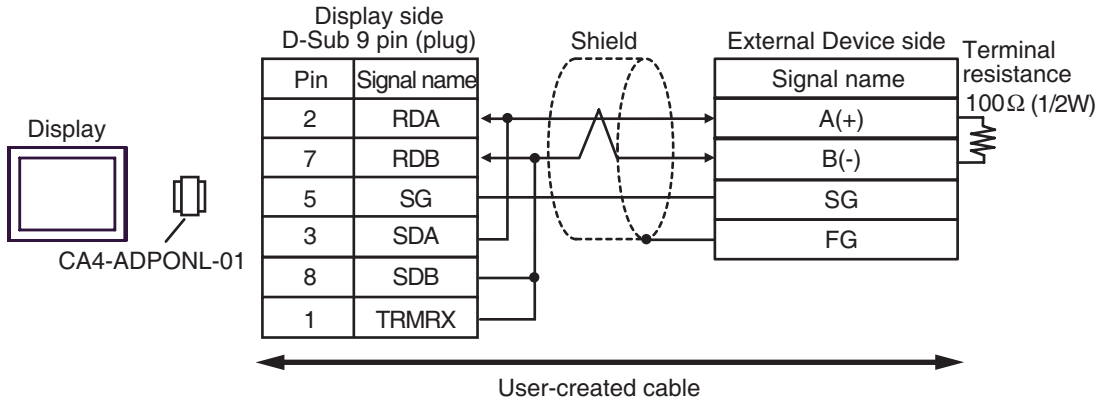 Display side
D-Sub 9 pin (plug)
Shield
External Device side
Terminal
resistance
100Ω (1/2W)
Pin Signal name
Signal name
2 RDA
A(+)
Display
7 RDB
B(-)
5 SG
SG
3 SDA
FG
CA4-ADPONL-01
8 SDB
1 TRMRX
User-created cable